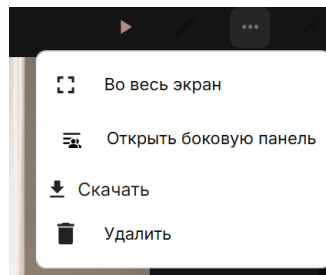 Во весь экран
Открыть боковую панель
Скачать
Удалить